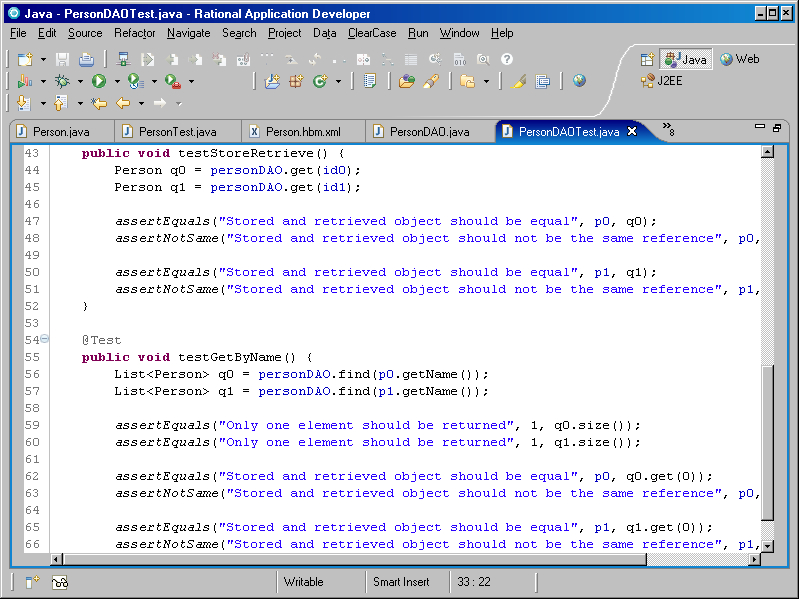 Java - PersonDAOTest.java - Rational Application Developer
File Edit Source Refactor Navigate Search Project Data ClearCase Run Window Help
Java Web
J2EE
Person.java PersonTest.java Person.hbm.xml PersonDAO.java PersonDAOTest.java 8
43 public void testStoreRetrieve() {
44 Person q0 = personDAO.get(id0);
45 Person q1 = personDAO.get(id1);
46
47 assertEquals("Stored and retrieved object should be equal", p0, q0);
48 assertNotSame("Stored and retrieved object should not be the same reference", p0,
49
50 assertEquals("Stored and retrieved object should be equal", p1, q1);
51 assertNotSame("Stored and retrieved object should not be the same reference", p1,
52 }
53
54 @Test
55 public void testGetByName() {
56 List<Person> q0 = personDAO.find(p0.getName());
57 List<Person> q1 = personDAO.find(p1.getName());
58
59 assertEquals("Only one element should be returned", 1, q0.size());
60 assertEquals("Only one element should be returned", 1, q1.size());
61
62 assertEquals("Stored and retrieved object should be equal", p0, q0.get(0));
63 assertNotSame("Stored and retrieved object should not be the same reference", p0,
64
65 assertEquals("Stored and retrieved object should be equal", p1, q1.get(0));
66 assertNotSame("Stored and retrieved object should not be the same reference", p1,
Writable Smart Insert 33 : 22